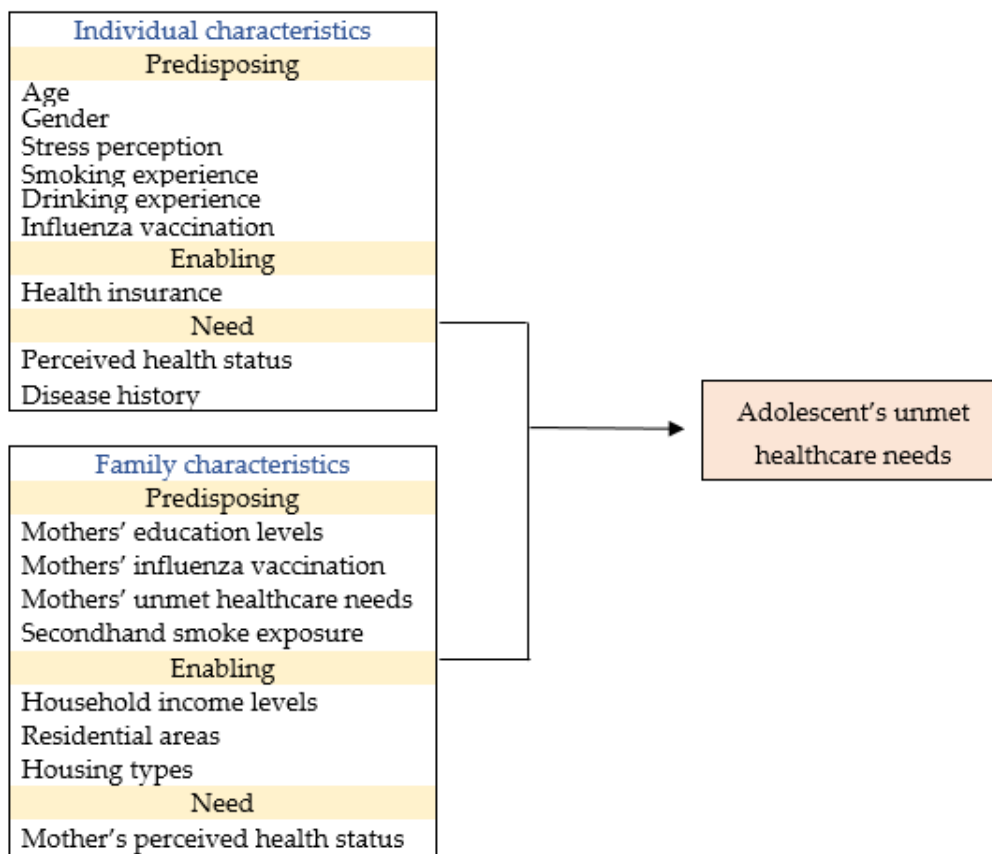 Individual characteristics
Predisposing
Age
Gender
Stress perception
Smoking experience
Drinking experience
Influenza vaccination
Enabling
Health insurance
Need
Perceived health status
Disease history
Family characteristics
Predisposing
Mothers’ education levels
Mothers’ influenza vaccination
Mothers’ unmet healthcare needs
Secondhand smoke exposure
Enabling
Household income levels
Residential areas
Housing types
Need
Mother’s perceived health status
Adolescent’s unmet
healthcare needs